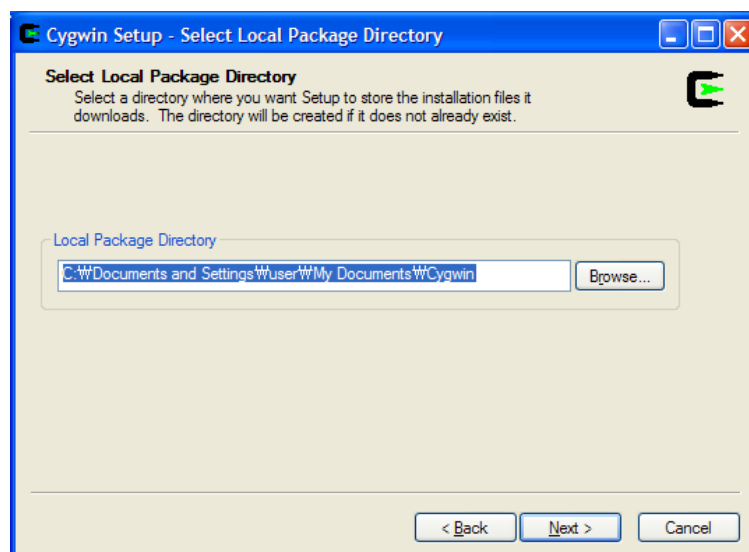 Cygwin Setup - Select Local Package Directory
Select Local Package Directory
Select a directory where you want Setup to store the installation files it
downloads.  The directory will be created if it does not already exist.
Local Package Directory
C:₩Documents and Settings₩user₩My Documents₩Cygwin
Browse...
< Back
Next >
Cancel